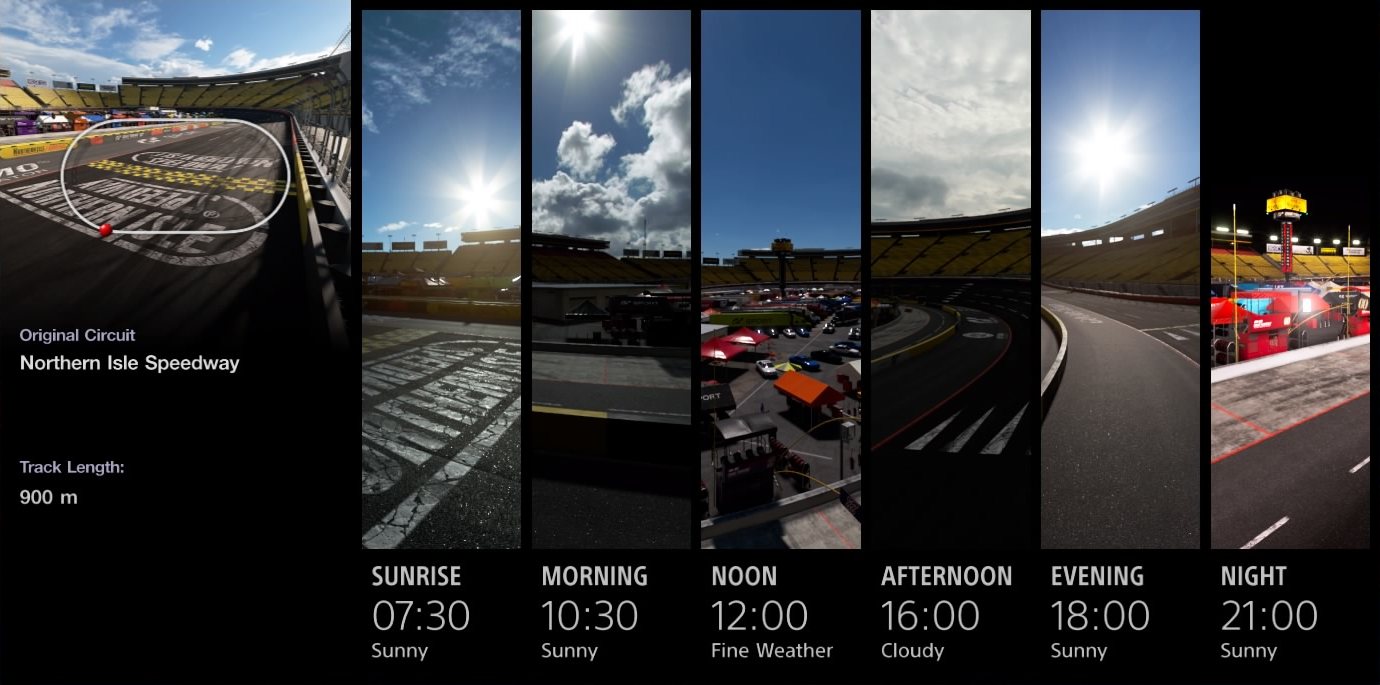 Original Circuit
Northern Isle Speedway
Track Length:
900 m
SUNRISE
07:30
Sunny
MORNING
10:30
Sunny
NOON
12:00
Fine Weather
AFTERNOON
16:00
Cloudy
EVENING
18:00
Sunny
NIGHT
21:00
Sunny